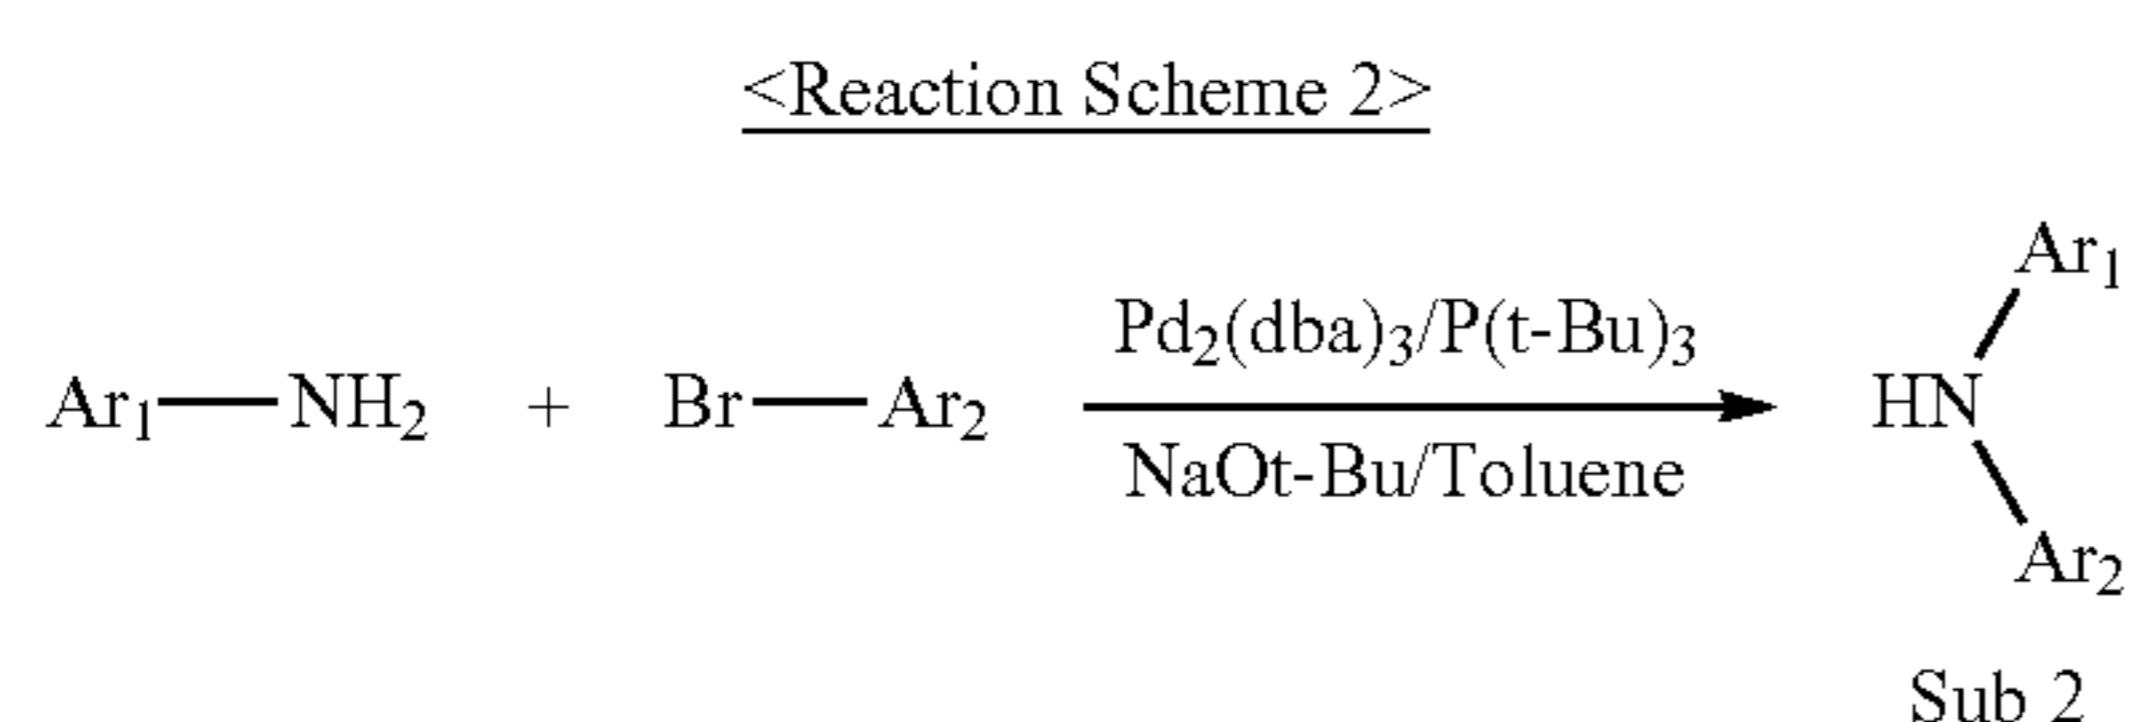 <Reaction Scheme 2>
Ar1
Pd2(dba)3/P(t-Bu)3
Ar1—NH2 + Br—Ar2 HN
NaOt-Bu/Toluene
Ar2
Sub 2